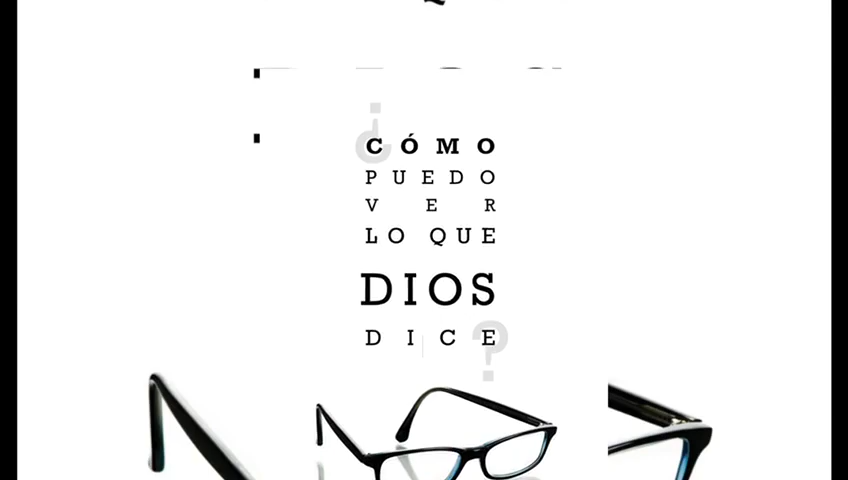 ¿CÓMO
PUEDO
VER
LO QUE
DIOS
DICE?